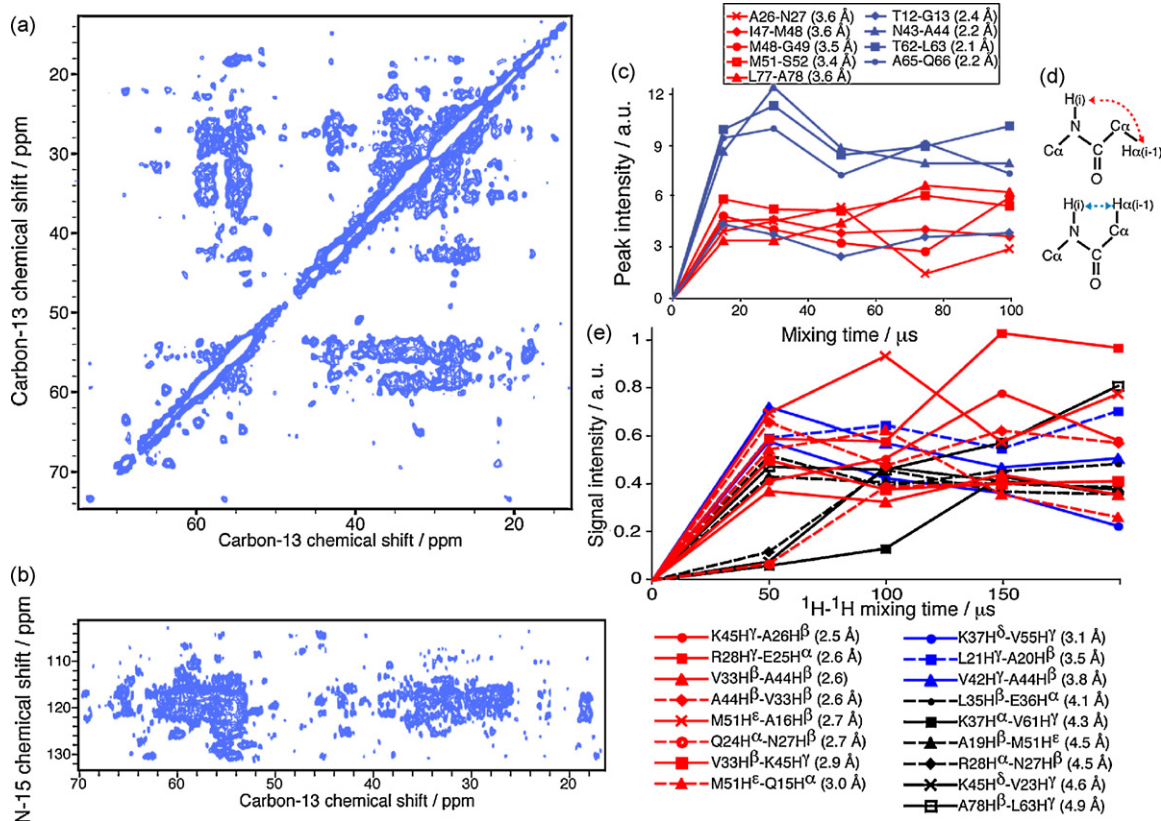 (a)
Carbon-13 chemical shift / ppm
20
30
40
50
60
70
60
40
20
Carbon-13 chemical shift / ppm
(b)
N-15 chemical shift / ppm
110
120
130
70
60
50
40
30
20
Carbon-13 chemical shift / ppm
A26-N27 (3.6 Å)
I47-M48 (3.6 Å)
M48-G49 (3.5 Å)
M51-S52 (3.4 Å)
L77-A78 (3.6 Å)
T12-G13 (2.4 Å)
N43-A44 (2.2 Å)
T62-L63 (2.1 Å)
A65-Q66 (2.2 Å)
(c)
Peak intensity / a.u.
12
9
6
3
0
0
20
40
60
80
100
Mixing time / μs
(d)
H(i)
N
Cα
Cα
Hα(i-1)
C
O
H(i)
Hα(i-1)
N
Cα
Cα
C
O
(e)
Signal intensity / a. u.
1
0.8
0.6
0.4
0.2
0
0
50
100
150
¹H-¹H mixing time / μs
K45Hᵞ-A26Hᵝ (2.5 Å)
R28Hᵞ-E25Hᵅ (2.6 Å)
V33Hᵝ-A44Hᵝ (2.6)
A44Hᵝ-V33Hᵝ (2.6 Å)
M51Hᵋ-A16Hᵝ (2.7 Å)
Q24Hᵅ-N27Hᵝ (2.7 Å)
V33Hᵝ-K45Hᵞ (2.9 Å)
M51Hᵋ-Q15Hᵅ (3.0 Å)
K37Hᵟ-V55Hᵞ (3.1 Å)
L21Hᵞ-A20Hᵝ (3.5 Å)
V42Hᵞ-A44Hᵝ (3.8 Å)
L35Hᵝ-E36Hᵅ (4.1 Å)
K37Hᵅ-V61Hᵞ (4.3 Å)
A19Hᵝ-M51Hᵋ (4.5 Å)
R28Hᵅ-N27Hᵝ (4.5 Å)
K45Hᵟ-V23Hᵞ (4.6 Å)
A78Hᵝ-L63Hᵞ (4.9 Å)